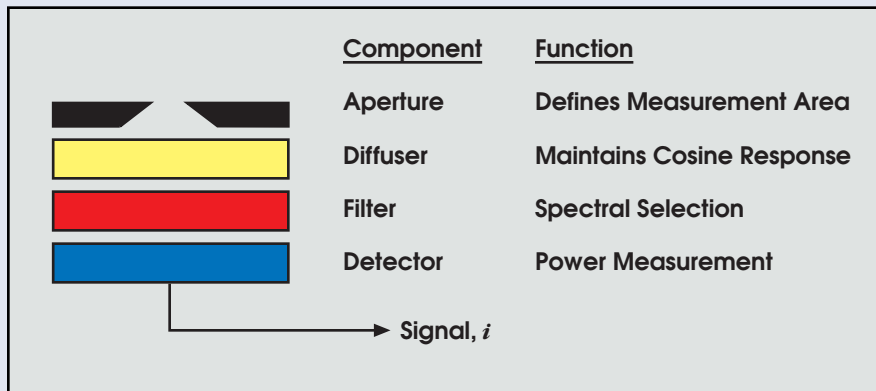 Component Function
Aperture Defines Measurement Area
Diffuser Maintains Cosine Response
Filter Spectral Selection
Detector Power Measurement
Signal, i